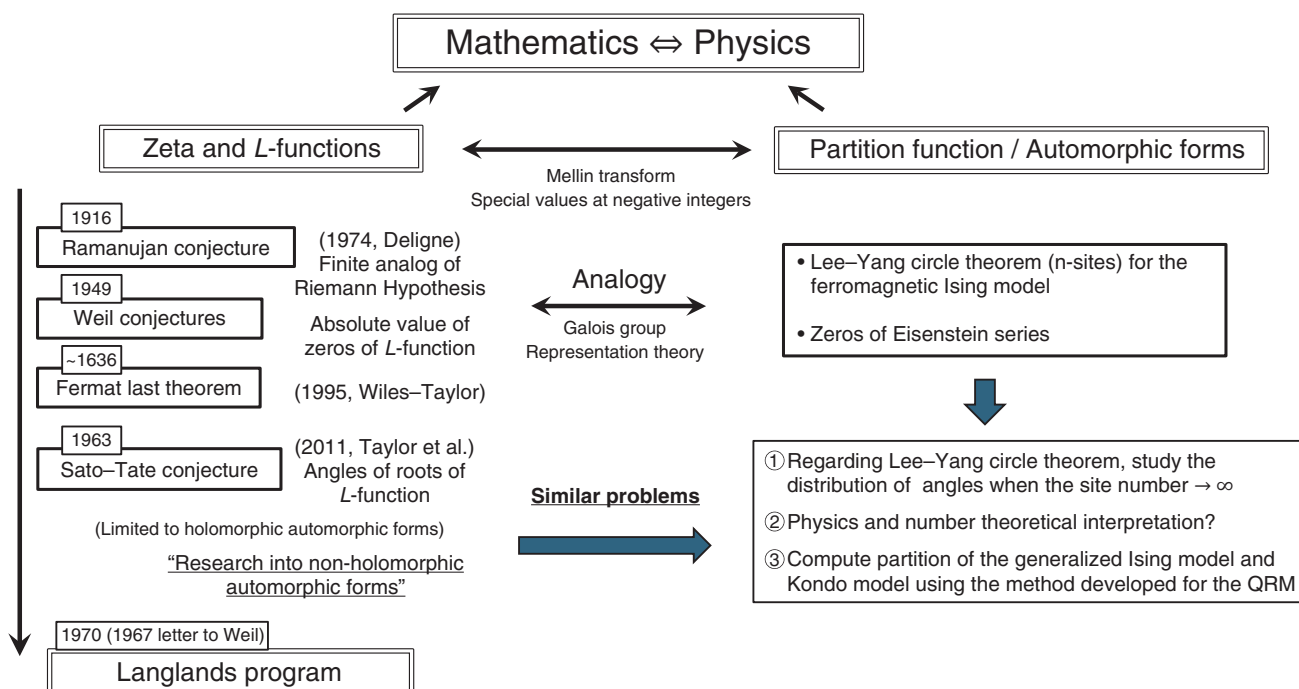 Mathematics ⇔ Physics
Zeta and L-functions
Partition function / Automorphic forms
Mellin transform
Special values at negative integers
1916
Ramanujan conjecture
(1974, Deligne)
Finite analog of
Riemann Hypothesis
1949
Weil conjectures
Absolute value of
zeros of L-function
~1636
Fermat last theorem
(1995, Wiles–Taylor)
1963
Sato–Tate conjecture
(2011, Taylor et al.)
Angles of roots of
L-function
(Limited to holomorphic automorphic forms)
"Research into non-holomorphic
automorphic forms"
1970 (1967 letter to Weil)
Langlands program
Analogy
Galois group
Representation theory
• Lee–Yang circle theorem (n-sites) for the
ferromagnetic Ising model
• Zeros of Eisenstein series
Similar problems
① Regarding Lee–Yang circle theorem, study the
distribution of angles when the site number → ∞
② Physics and number theoretical interpretation?
③ Compute partition of the generalized Ising model and
Kondo model using the method developed for the QRM